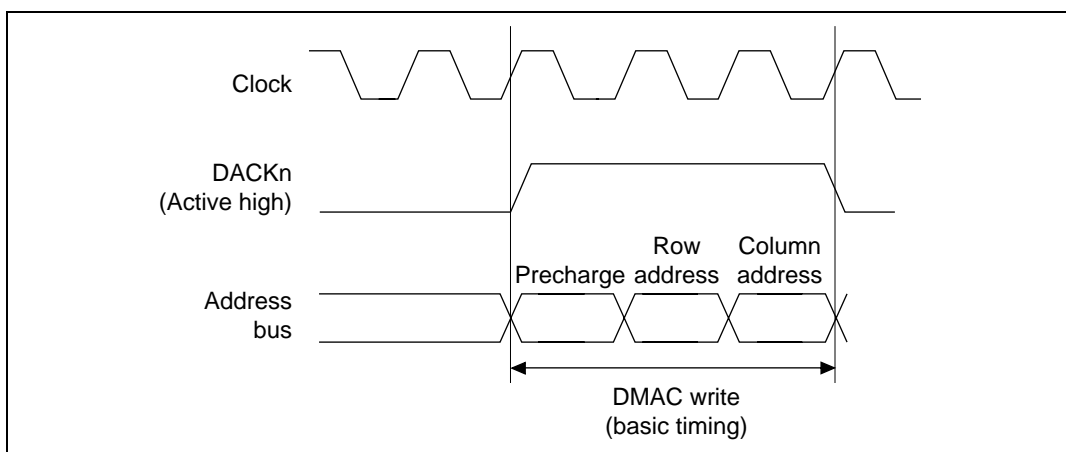 Clock
DACKn
(Active high)
Row Column
Precharge address address
Address
bus
DMAC write
(basic timing)